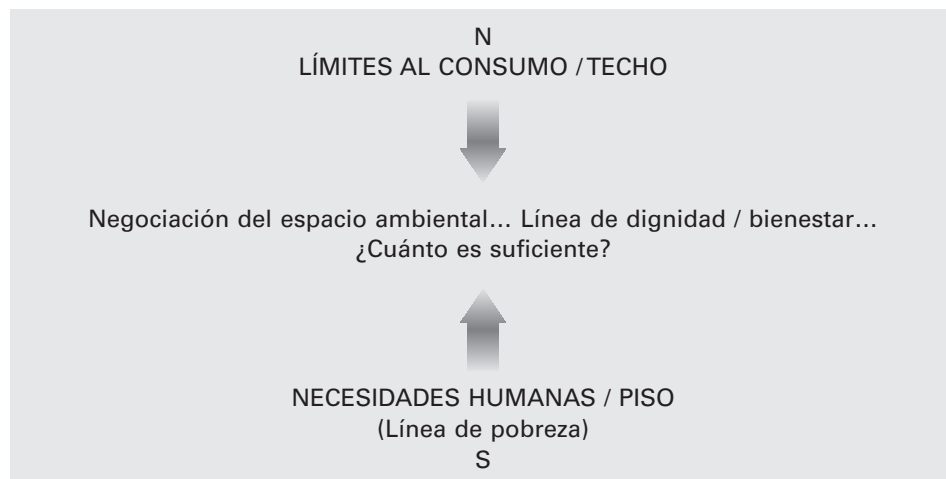 N
LÍMITES AL CONSUMO / TECHO
Negociación del espacio ambiental... Línea de dignidad / bienestar...
¿Cuánto es suficiente?
NECESIDADES HUMANAS / PISO
(Línea de pobreza)
S